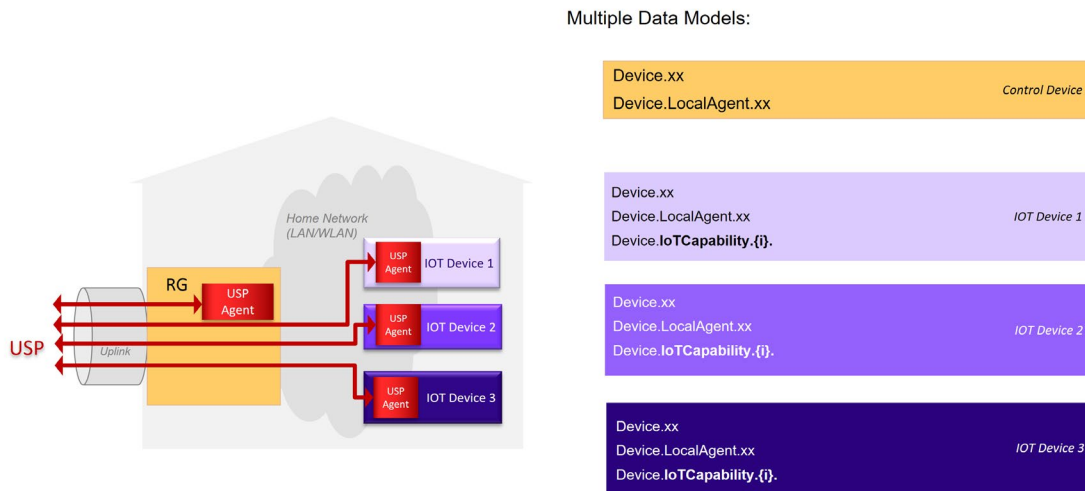 Multiple Data Models:
Device.xx
Device.LocalAgent.xx
Control Device
Device.xx
Device.LocalAgent.xx
Device.IoTCapability.{i}.
IOT Device 1
Device.xx
Device.LocalAgent.xx
Device.IoTCapability.{i}.
IOT Device 2
Device.xx
Device.LocalAgent.xx
Device.IoTCapability.{i}.
IOT Device 3
Home Network
(LAN/WLAN)
USP
Agent
IOT Device 1
RG
USP
Agent
USP
Agent
IOT Device 2
USP
Uplink
USP
Agent
IOT Device 3